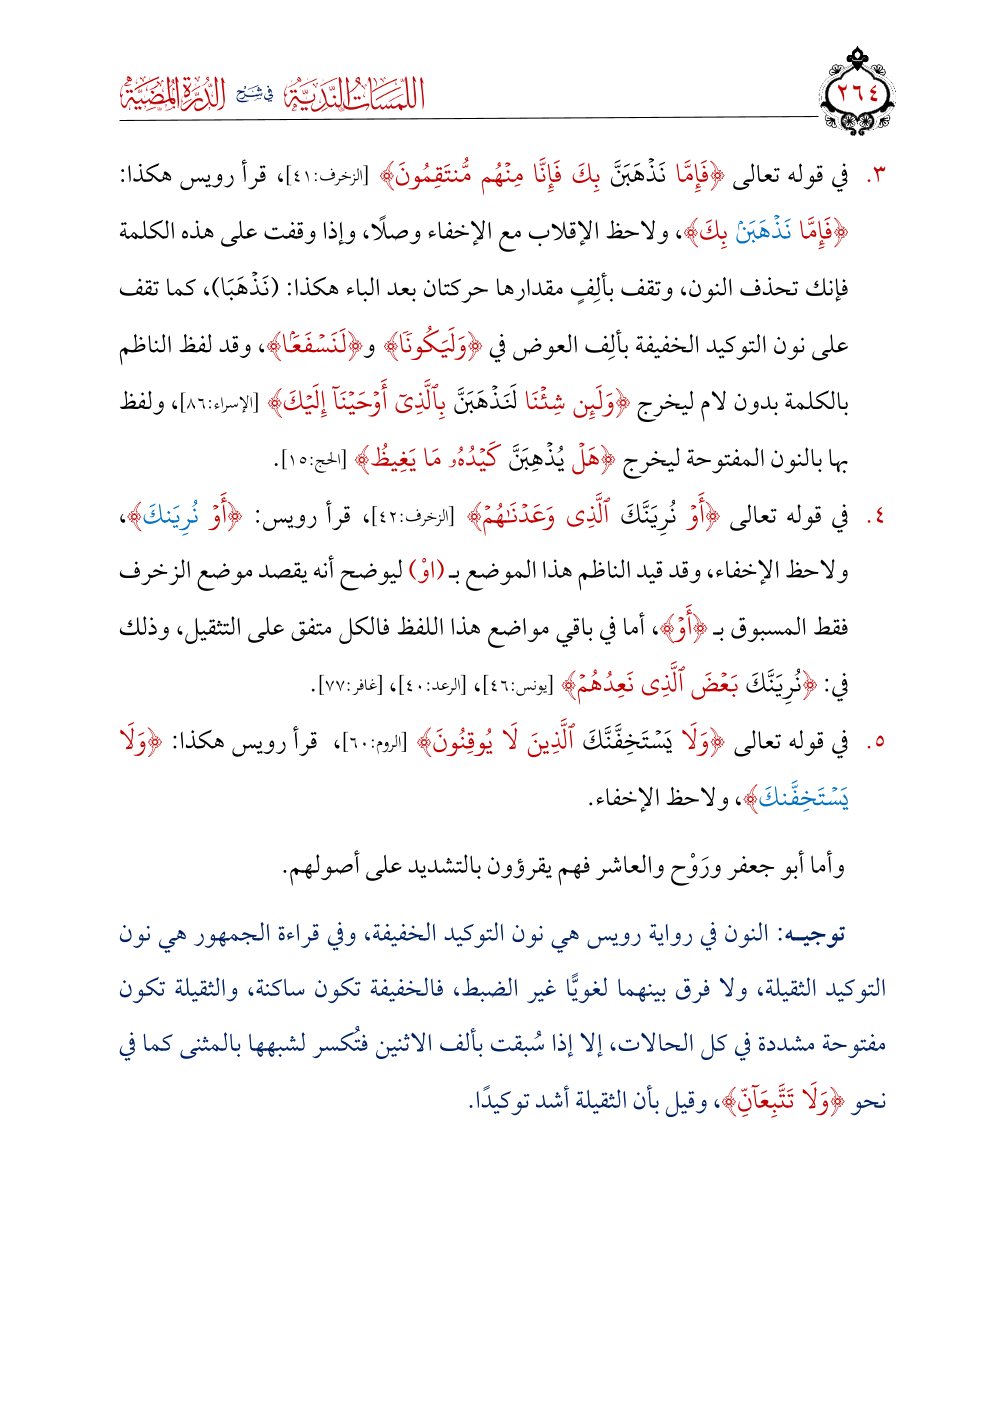 اللمسات الندية في شرح الدرة المضية
٢٦٤
٣. في قوله تعالى ﴿فَإِمَّا نَذْهَبَنَّ بِكَ فَإِنَّا مِنْهُم مُّنتَقِمُونَ﴾ [الزخرف:٤١]، قرأ رويس هكذا:
﴿فَإِمَّا نَذْهَبَنۢ بِكَ﴾، ولاحظ الإقلاب مع الإخفاء وصلًا، وإذا وقفت على هذه الكلمة
فإنك تحذف النون، وتقف بألِفٍ مقدارها حركتان بعد الباء هكذا: (نَذْهَبَا)، كما تقف
على نون التوكيد الخفيفة بألِف العوض في ﴿وَلَيَكُونًا﴾ و﴿لَنَسْفَعًۢا﴾، وقد لفظ الناظم
بالكلمة بدون لام ليخرج ﴿وَلَئِن شِئْنَا لَنَذْهَبَنَّ بِٱلَّذِىٓ أَوْحَيْنَآ إِلَيْكَ﴾ [الإسراء:٨٦]، ولفظ
بها بالنون المفتوحة ليخرج ﴿هَلْ يُذْهِبَنَّ كَيْدُهُۥ مَا يَغِيظُ﴾ [الحج:١٥].
٤. في قوله تعالى ﴿أَوْ نُرِيَنَّكَ ٱلَّذِى وَعَدْنَـٰهُمْ﴾ [الزخرف:٤٢]، قرأ رويس: ﴿أَوْ نُرِيَنكَ﴾،
ولاحظ الإخفاء، وقد قيد الناظم هذا الموضع بـ (اوْ) ليوضح أنه يقصد موضع الزخرف
فقط المسبوق بـ ﴿أَوْ﴾، أما في باقي مواضع هذا اللفظ فالكل متفق على التثقيل، وذلك
في: ﴿نُرِيَنَّكَ بَعْضَ ٱلَّذِى نَعِدُهُمْ﴾ [يونس:٤٦]، [الرعد:٤٠]، [غافر:٧٧].
٥. في قوله تعالى ﴿وَلَا يَسْتَخِفَّنَّكَ ٱلَّذِينَ لَا يُوقِنُونَ﴾ [الروم:٦٠]، قرأ رويس هكذا: ﴿وَلَا
يَسْتَخِفَّنكَ﴾، ولاحظ الإخفاء.
وأما أبو جعفر ورَوْح والعاشر فهم يقرؤون بالتشديد على أصولهم.
توجيـه: النون في رواية رويس هي نون التوكيد الخفيفة، وفي قراءة الجمهور هي نون
التوكيد الثقيلة، ولا فرق بينهما لغويًّا غير الضبط، فالخفيفة تكون ساكنة، والثقيلة تكون
مفتوحة مشددة في كل الحالات، إلا إذا سُبقت بألف الاثنين فتُكسر لشبهها بالمثنى كما في
نحو ﴿وَلَا تَتَّبِعَآنِّ﴾، وقيل بأن الثقيلة أشد توكيدًا.